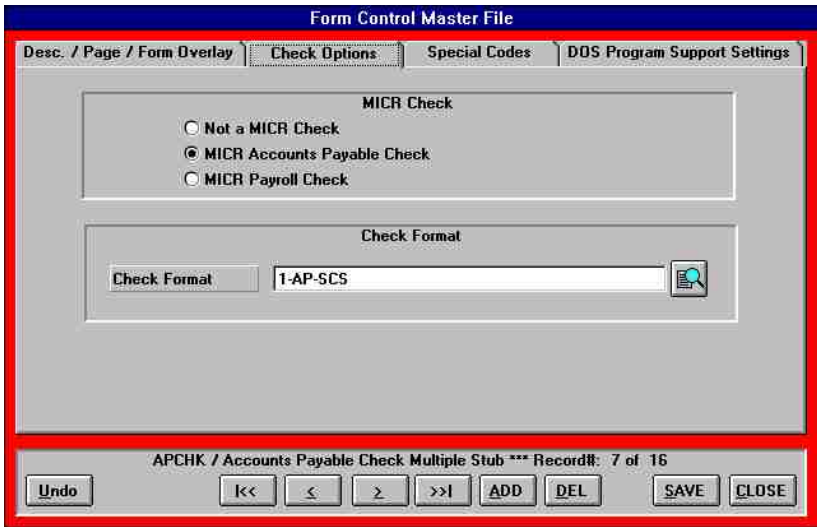 Form Control Master File
Desc. / Page / Form Overlay Check Options Special Codes DOS Program Support Settings
MICR Check
Not a MICR Check
MICR Accounts Payable Check
MICR Payroll Check
Check Format
Check Format 1-AP-SCS
APCHK / Accounts Payable Check Multiple Stub *** Record#: 7 of 16
Undo I<< < > >>I ADD DEL SAVE CLOSE